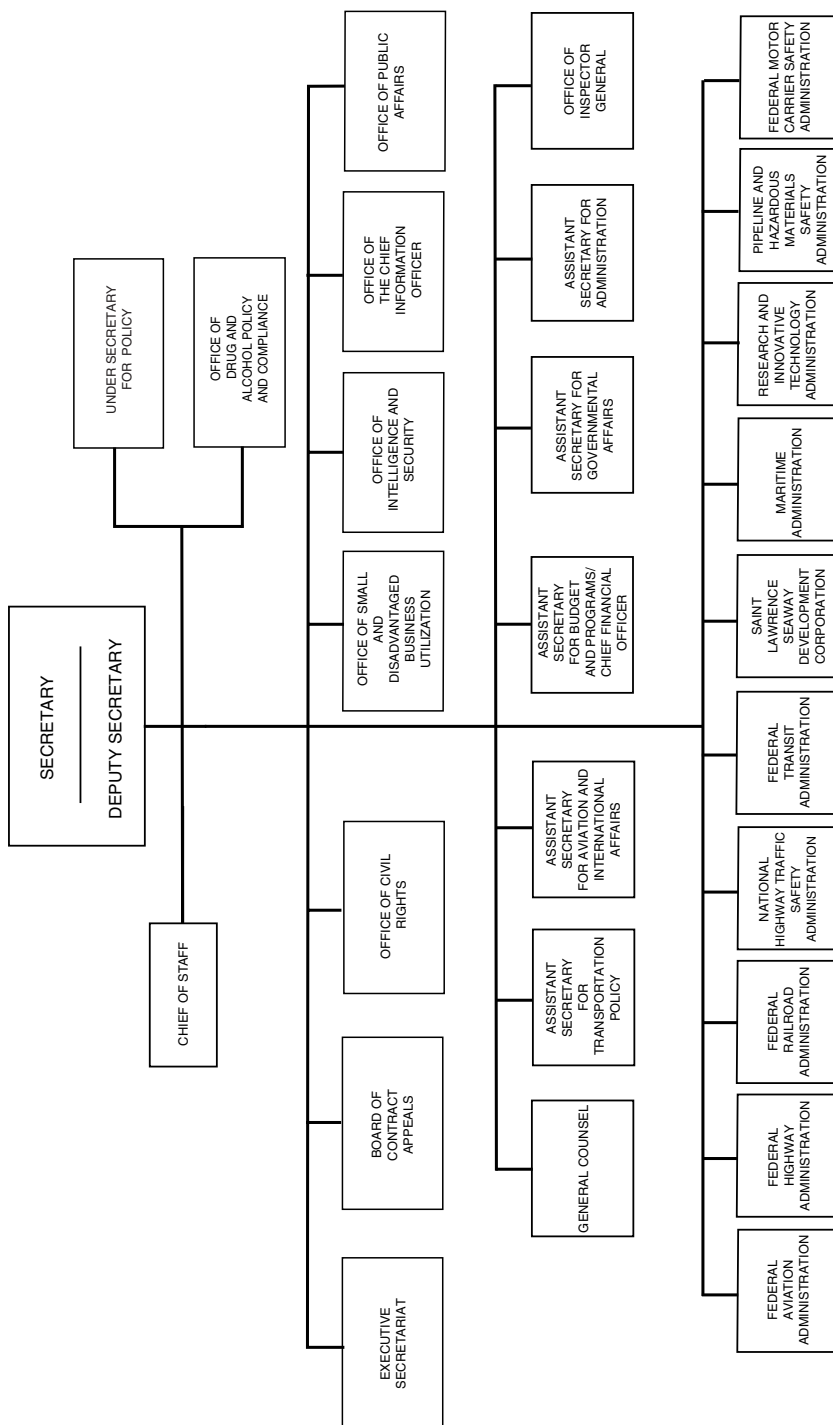 SECRETARY
DEPUTY SECRETARY
CHIEF OF STAFF
UNDER SECRETARY
FOR POLICY
OFFICE OF
DRUG AND
ALCOHOL POLICY
AND COMPLIANCE
EXECUTIVE
SECRETARIAT
BOARD OF
CONTRACT
APPEALS
OFFICE OF CIVIL
RIGHTS
OFFICE OF SMALL
AND
DISADVANTAGED
BUSINESS
UTILIZATION
OFFICE OF
INTELLIGENCE AND
SECURITY
OFFICE OF
THE CHIEF
INFORMATION
OFFICER
OFFICE OF PUBLIC
AFFAIRS
GENERAL COUNSEL
ASSISTANT
SECRETARY
FOR
TRANSPORTATION
POLICY
ASSISTANT
SECRETARY
FOR AVIATION AND
INTERNATIONAL
AFFAIRS
ASSISTANT
SECRETARY
FOR BUDGET
AND PROGRAMS/
CHIEF FINANCIAL
OFFICER
ASSISTANT
SECRETARY FOR
GOVERNMENTAL
AFFAIRS
ASSISTANT
SECRETARY FOR
ADMINISTRATION
OFFICE OF
INSPECTOR
GENERAL
FEDERAL
AVIATION
ADMINISTRATION
FEDERAL
HIGHWAY
ADMINISTRATION
FEDERAL
RAILROAD
ADMINISTRATION
NATIONAL
HIGHWAY TRAFFIC
SAFETY
ADMINISTRATION
FEDERAL
TRANSIT
ADMINISTRATION
SAINT
LAWRENCE
SEAWAY
DEVELOPMENT
CORPORATION
MARITIME
ADMINISTRATION
RESEARCH AND
INNOVATIVE
TECHNOLOGY
ADMINISTRATION
PIPELINE AND
HAZARDOUS
MATERIALS
SAFETY
ADMINISTRATION
FEDERAL MOTOR
CARRIER SAFETY
ADMINISTRATION